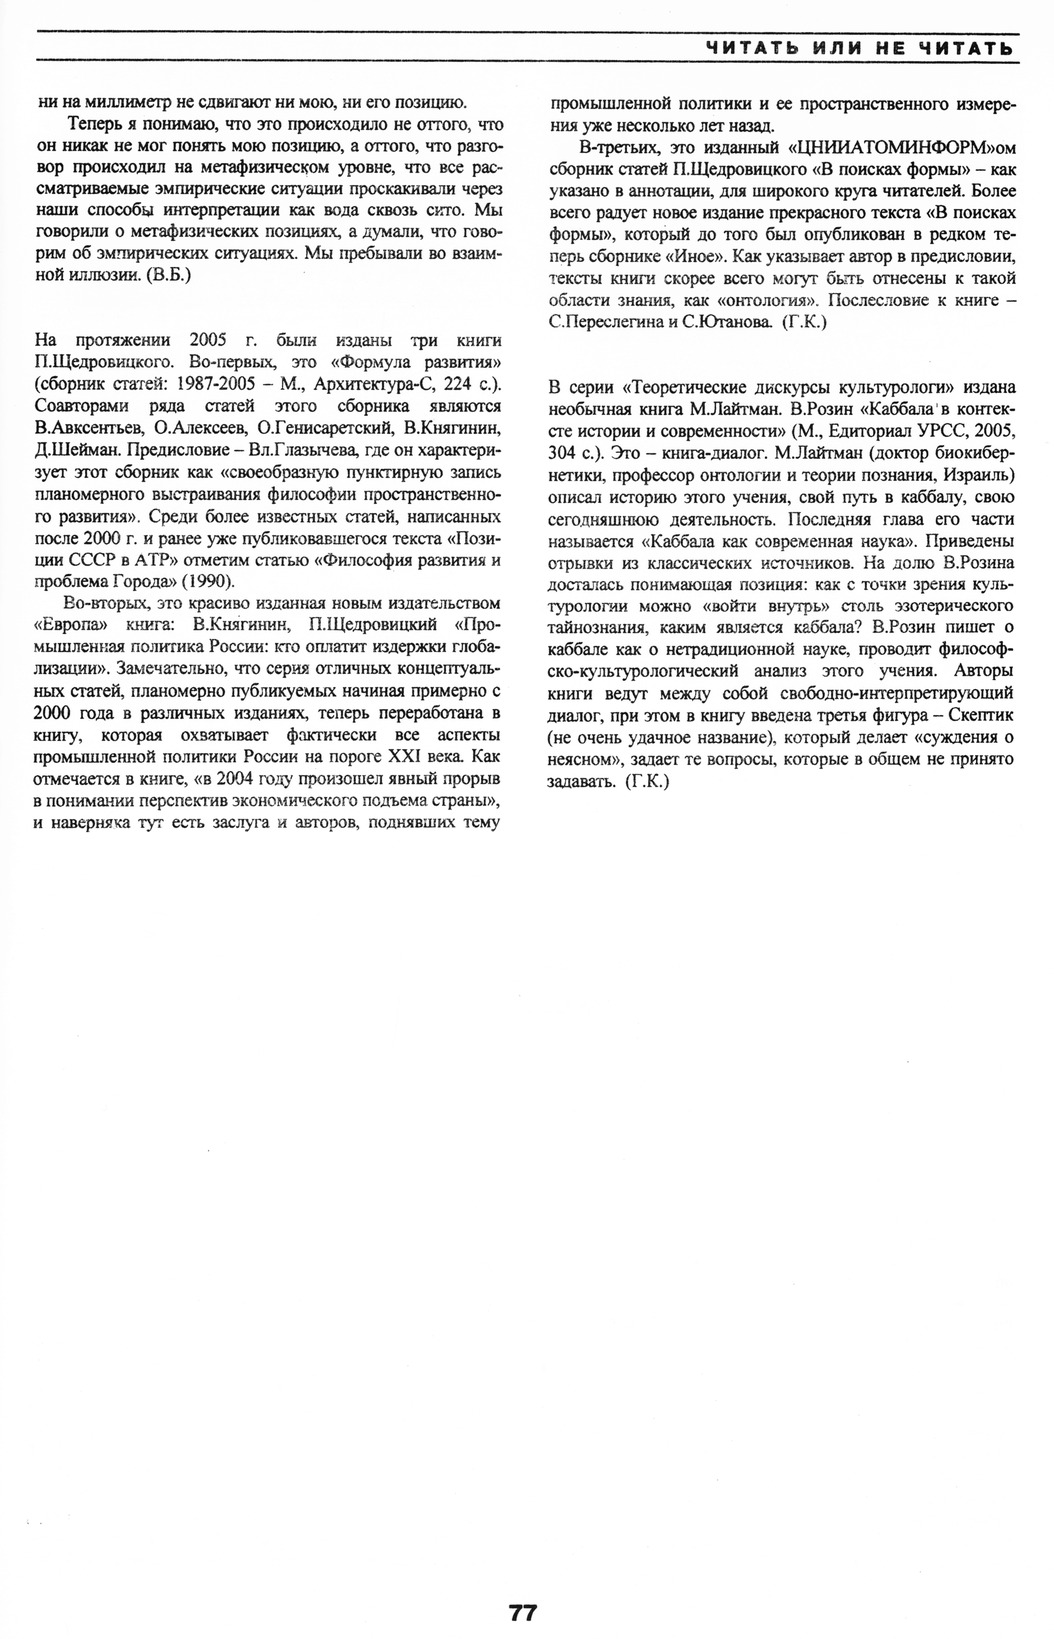 ЧИТАТЬ ИЛИ НЕ ЧИТАТЬ
ни на миллиметр не сдвигают ни мою, ни его позицию.
Теперь я понимаю, что это происходило не оттого, что
он никак не мог понять мою позицию, а оттого, что разго-
вор происходил на метафизическом уровне, что все рас-
сматриваемые эмпирические ситуации проскакивали через
наши способы интерпретации как вода сквозь сито. Мы
говорили о метафизических позициях, а думали, что гово-
рим об эмпирических ситуациях. Мы пребывали во взаим-
ной иллюзии. (В.Б.)
На протяжении 2005 г. были изданы три книги
П.Щедровицкого. Во-первых, это «Формула развития»
(сборник статей: 1987-2005 – М., Архитектура-С, 224 с.).
Соавторами ряда статей этого сборника являются
В.Авксентьев, О.Алексеев, О.Генисаретский, В.Княгинин,
Д.Шейман. Предисловие – Вл.Глазычева, где он характери-
зует этот сборник как «своеобразную пунктирную запись
планомерного выстраивания философии пространственно-
го развития». Среди более известных статей, написанных
после 2000 г. и ранее уже публиковавшегося текста «Пози-
ции СССР в АТР» отметим статью «Философия развития и
проблема Города» (1990).
Во-вторых, это красиво изданная новым издательством
«Европа» книга: В.Княгинин, П.Щедровицкий «Про-
мышленная политика России: кто оплатит издержки глоба-
лизации». Замечательно, что серия отличных концептуаль-
ных статей, планомерно публикуемых начиная примерно с
2000 года в различных изданиях, теперь переработана в
книгу, которая охватывает фактически все аспекты
промышленной политики России на пороге XXI века. Как
отмечается в книге, «в 2004 году произошел явный прорыв
в понимании перспектив экономического подъема страны»,
и наверняка тут есть заслуга и авторов, поднявших тему
промышленной политики и ее пространственного измере-
ния уже несколько лет назад.
В-третьих, это изданный «ЦНИИАТОМИНФОРМ»ом
сборник статей П.Щедровицкого «В поисках формы» – как
указано в аннотации, для широкого круга читателей. Более
всего радует новое издание прекрасного текста «В поисках
формы», который до того был опубликован в редком те-
перь сборнике «Иное». Как указывает автор в предисловии,
тексты книги скорее всего могут быть отнесены к такой
области знания, как «онтология». Послесловие к книге –
С.Переслегина и С.Ютанова. (Г.К.)
В серии «Теоретические дискурсы культурологи» издана
необычная книга М.Лайтман. В.Розин «Каббала в контек-
сте истории и современности» (М., Едиториал УРСС, 2005,
304 с.). Это – книга-диалог. М.Лайтман (доктор биокибер-
нетики, профессор онтологии и теории познания, Израиль)
описал историю этого учения, свой путь в каббалу, свою
сегодняшнюю деятельность. Последняя глава его части
называется «Каббала как современная наука». Приведены
отрывки из классических источников. На долю В.Розина
досталась понимающая позиция: как с точки зрения куль-
турологии можно «войти внутрь» столь эзотерического
тайнознания, каким является каббала? В.Розин пишет о
каббале как о нетрадиционной науке, проводит философ-
ско-культурологический анализ этого учения. Авторы
книги ведут между собой свободно-интерпретирующий
диалог, при этом в книгу введена третья фигура – Скептик
(не очень удачное название), который делает «суждения о
неясном», задает те вопросы, которые в общем не принято
задавать. (Г.К.)
77